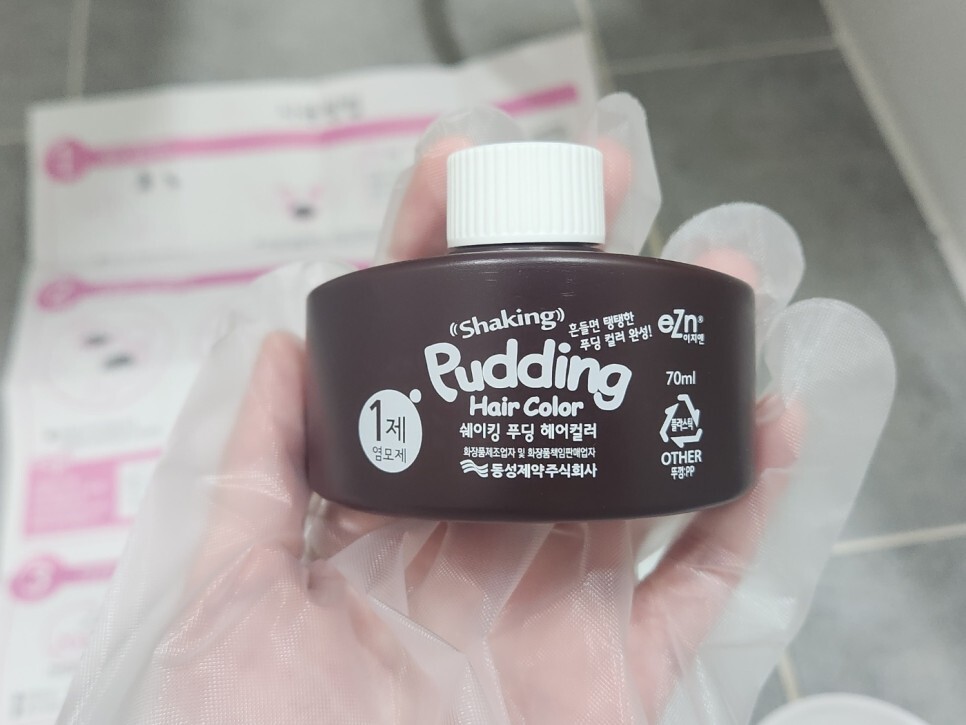 Shaking
흔들면 탱탱한
푸딩 컬러 완성!
eZn®
이지엔
Pudding
Hair Color
쉐이킹 푸딩 헤어컬러
화장품제조업자 및 화장품책임판매업자
동성제약주식회사
1제
염모제
70ml
플라스틱
OTHER
뚜껑:PP
1
2
3